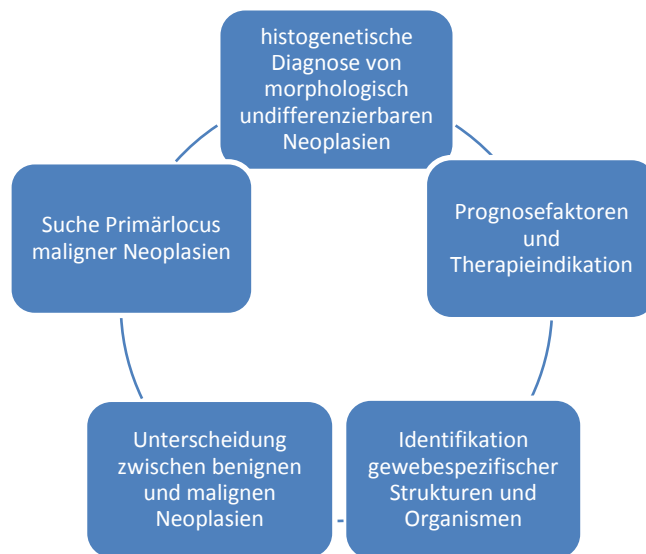 histogenetische
Diagnose von
morphologisch
undifferenzierbaren
Neoplasien
Prognosefaktoren
und
Therapieindikation
Identifikation
gewebespezifischer
Strukturen und
Organismen
Unterscheidung
zwischen benignen
und malignen
Neoplasien
Suche Primärlocus
maligner Neoplasien